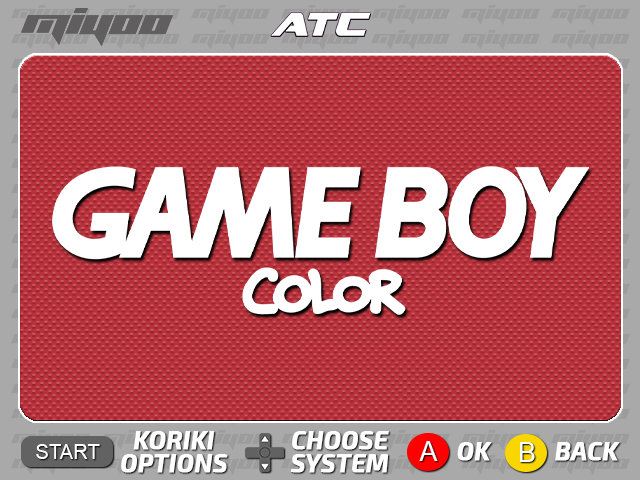 miyoo
ATC
GAME BOY
COLOR
START
KORIKI
OPTIONS
CHOOSE
SYSTEM
A
OK
B
BACK